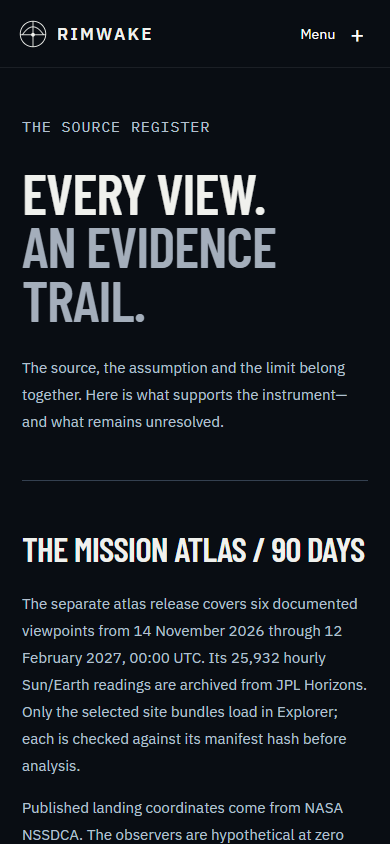 RIMWAKE
Menu +
THE SOURCE REGISTER
EVERY VIEW.
AN EVIDENCE
TRAIL.
The source, the assumption and the limit belong
together. Here is what supports the instrument—
and what remains unresolved.
THE MISSION ATLAS / 90 DAYS
The separate atlas release covers six documented
viewpoints from 14 November 2026 through 12
February 2027, 00:00 UTC. Its 25,932 hourly
Sun/Earth readings are archived from JPL Horizons.
Only the selected site bundles load in Explorer;
each is checked against its manifest hash before
analysis.
Published landing coordinates come from NASA
NSSDCA. The observers are hypothetical at zero